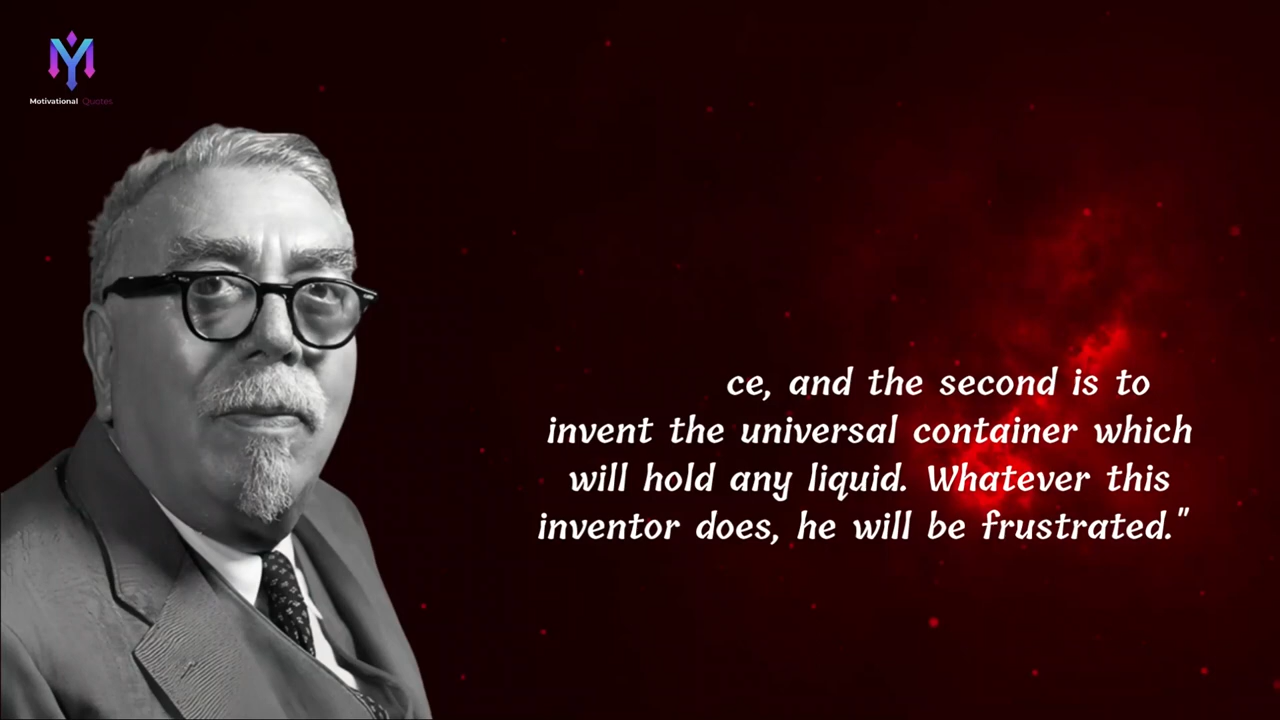 Motivational Quotes
ce, and the second is to
invent the universal container which
will hold any liquid. Whatever this
inventor does, he will be frustrated."